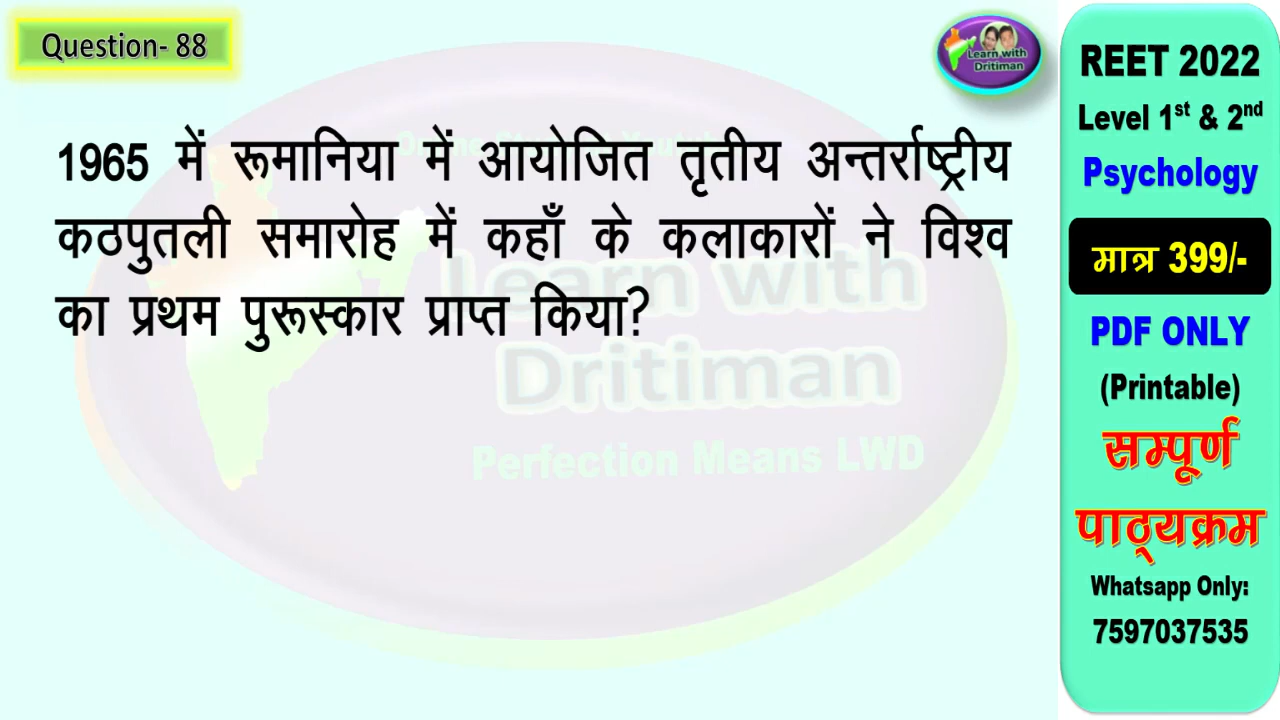 Question- 88
Learn with
Dritiman
1965 में रूमानिया में आयोजित तृतीय अन्तर्राष्ट्रीय
कठपुतली समारोह में कहाँ के कलाकारों ने विश्व
का प्रथम पुरूस्कार प्राप्त किया?
Learn with
Dritiman
Perfection Means LWD
REET 2022
Level 1st & 2nd
Psychology
मात्र 399/-
PDF ONLY
(Printable)
सम्पूर्ण
पाठ्यक्रम
Whatsapp Only:
7597037535